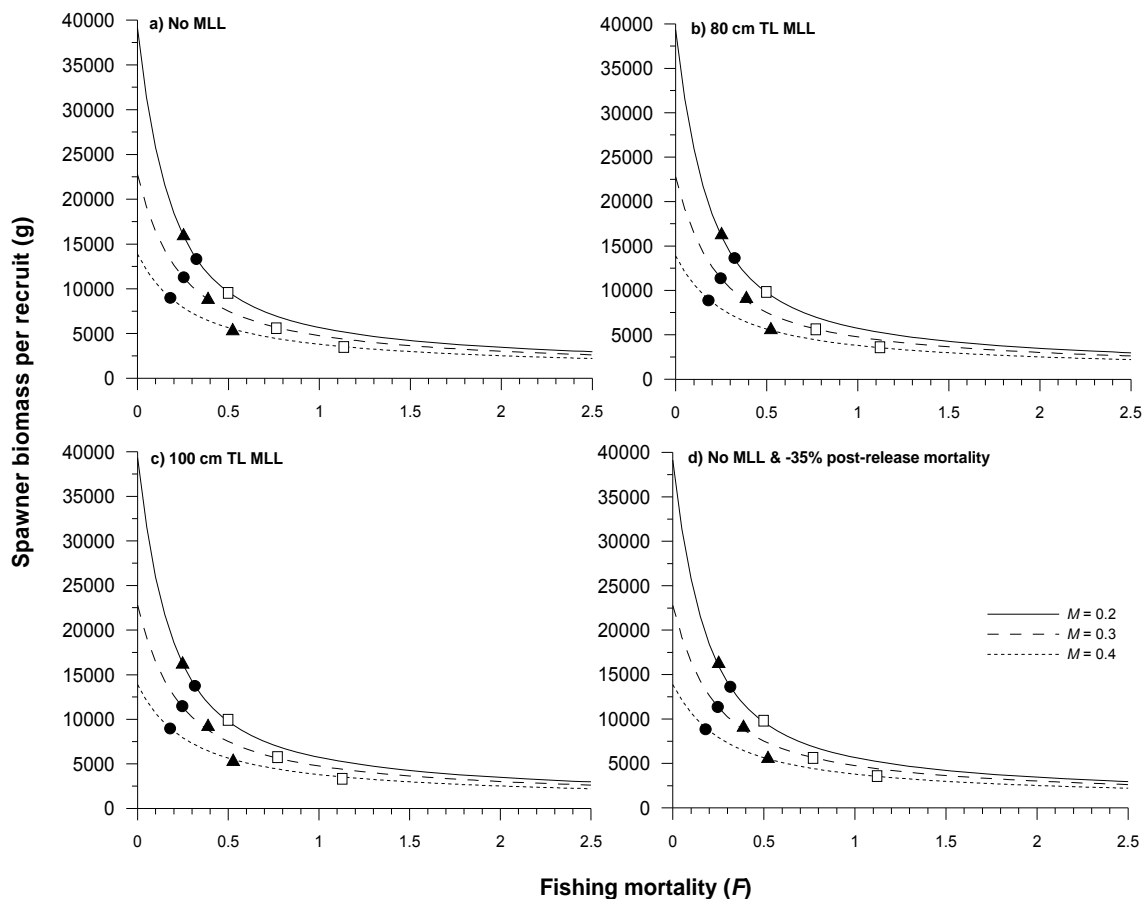 a) No MLL
40000
35000
30000
25000
20000
15000
10000
5000
0
0 0.5 1 1.5 2 2.5
b) 80 cm TL MLL
40000
35000
30000
25000
20000
15000
10000
5000
0
0 0.5 1 1.5 2 2.5
Spawner biomass per recruit (g)
c) 100 cm TL MLL
40000
35000
30000
25000
20000
15000
10000
5000
0
0 0.5 1 1.5 2 2.5
d) No MLL & -35% post-release mortality
40000
35000
30000
25000
20000
15000
10000
5000
0
0 0.5 1 1.5 2 2.5
M = 0.2
M = 0.3
M = 0.4
Fishing mortality (F)